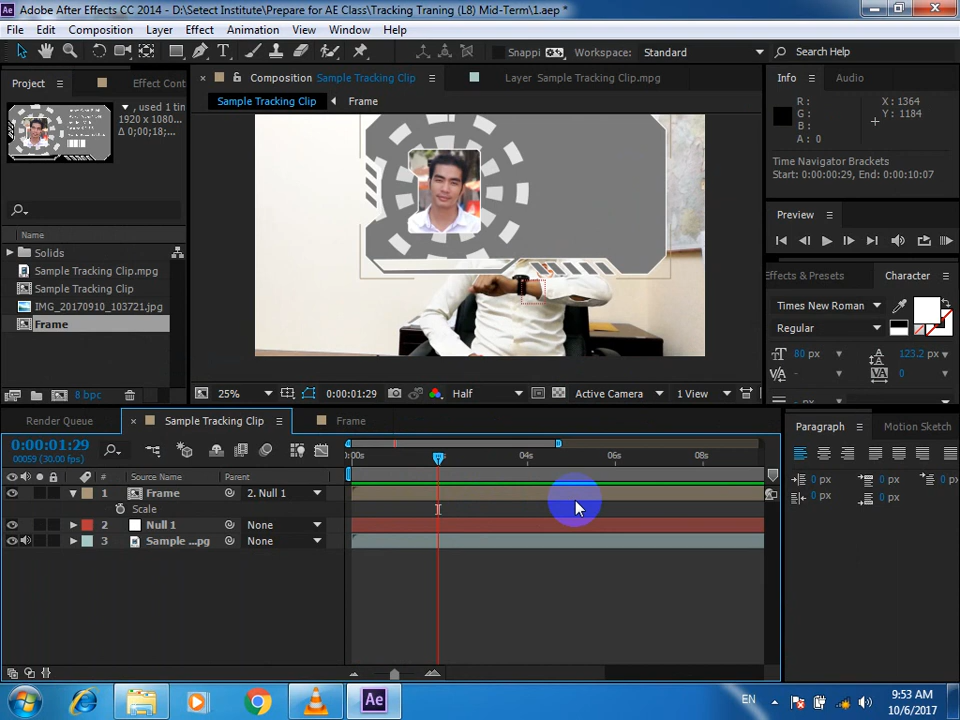 Adobe After Effects CC 2014 - D:\Setect Institute\Prepare for AE Class\Tracking Traning (L8) Mid-Term\1.aep *
File Edit Composition Layer Effect Animation View Window Help
Snappi Workspace: Standard Search Help
Project Effect Cont
, used 1 tin
1920 x 1080
Δ 0;00;18;
Name
Solids
Sample Tracking Clip.mpg
Sample Tracking Clip
IMG_20170910_103721.jpg
Frame
8 bpc
Composition Sample Tracking Clip Layer Sample Tracking Clip.mpg
Sample Tracking Clip Frame
25% 0:00:01:29 Half Active Camera 1 View
Info Audio
R: X: 1364
G: Y: 1184
B:
A: 0
Time Navigator Brackets
Start: 0:00:00:29, End: 0:00:10:07
Preview
Effects & Presets Character
Times New Roman
Regular
80 px 123.2 px
- 0
Render Queue Sample Tracking Clip Frame
0:00:01:29
00059 (30.00 fps)
# Source Name Parent
1 Frame 2. Null 1
Scale
2 Null 1 None
3 Sample ...pg None
:00s 04s 06s 08s
Paragraph Motion Sketch
0 px 0 px 0
0 px 0 px
EN 9:53 AM
10/6/2017